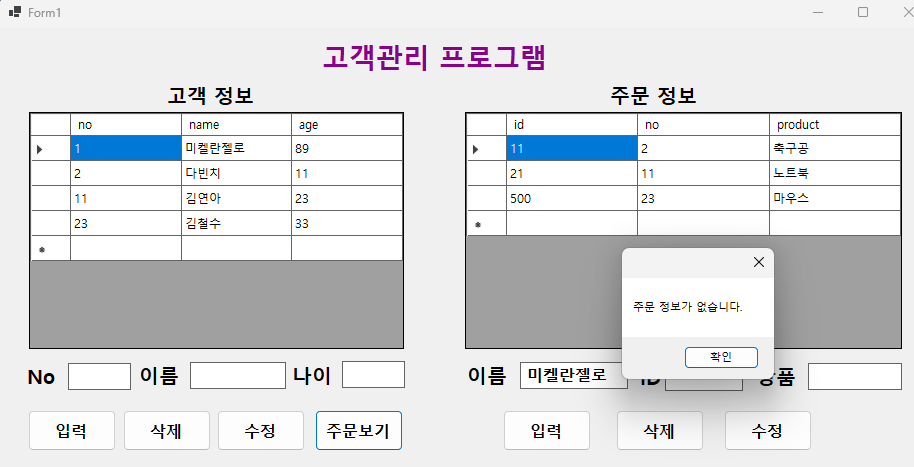 Form1
고객관리 프로그램
고객 정보
no name age
1 미켈란젤로 89
2 다빈치 11
11 김연아 23
23 김철수 33
No 이름 나이
입력 삭제 수정 주문보기
주문 정보
id no product
11 2 축구공
21 11 노트북
500 23 마우스
주문 정보가 없습니다.
확인
이름 미켈란젤로 ID 상품
입력 삭제 수정